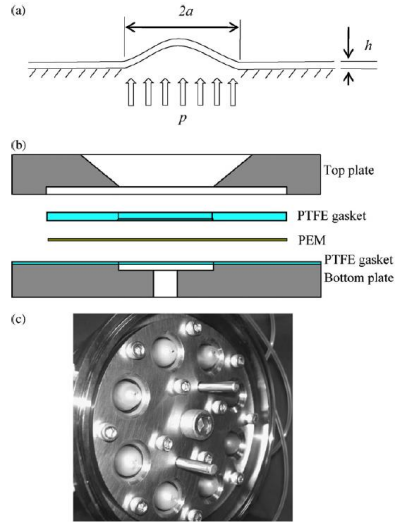 (a)
2a
h
p
(b)
Top plate
PTFE gasket
PEM
PTFE gasket
Bottom plate
(c)